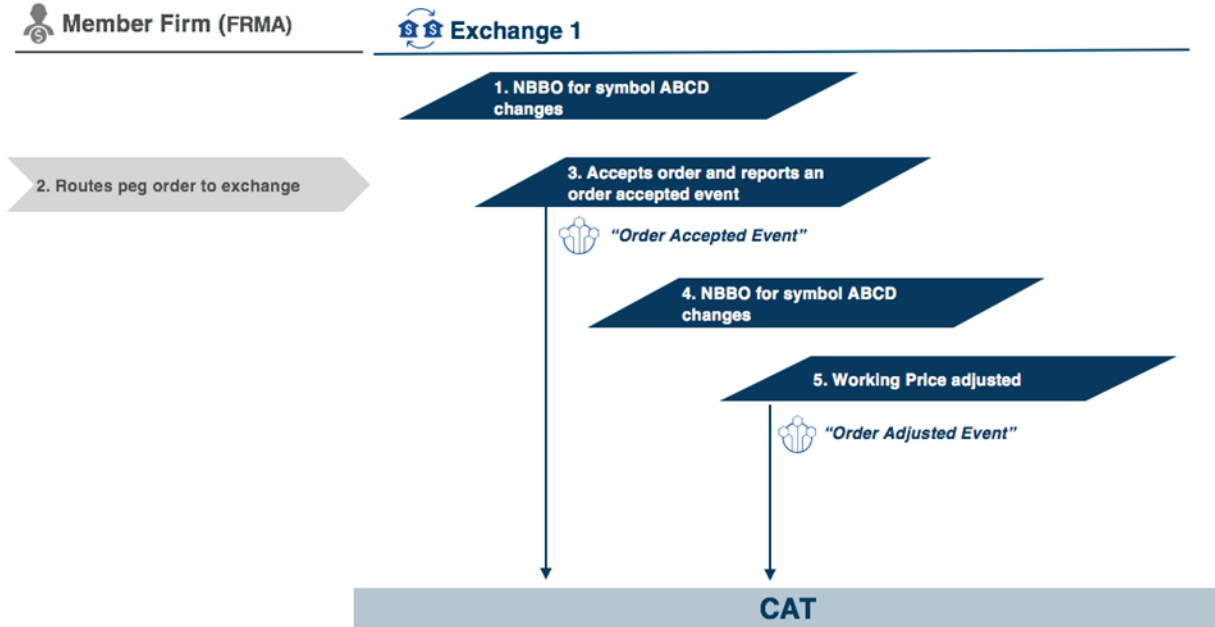 Member Firm (FRMA)
Exchange 1
1. NBBO for symbol ABCD
changes
2. Routes peg order to exchange
3. Accepts order and reports an
order accepted event
“Order Accepted Event”
4. NBBO for symbol ABCD
changes
5. Working Price adjusted
“Order Adjusted Event”
CAT